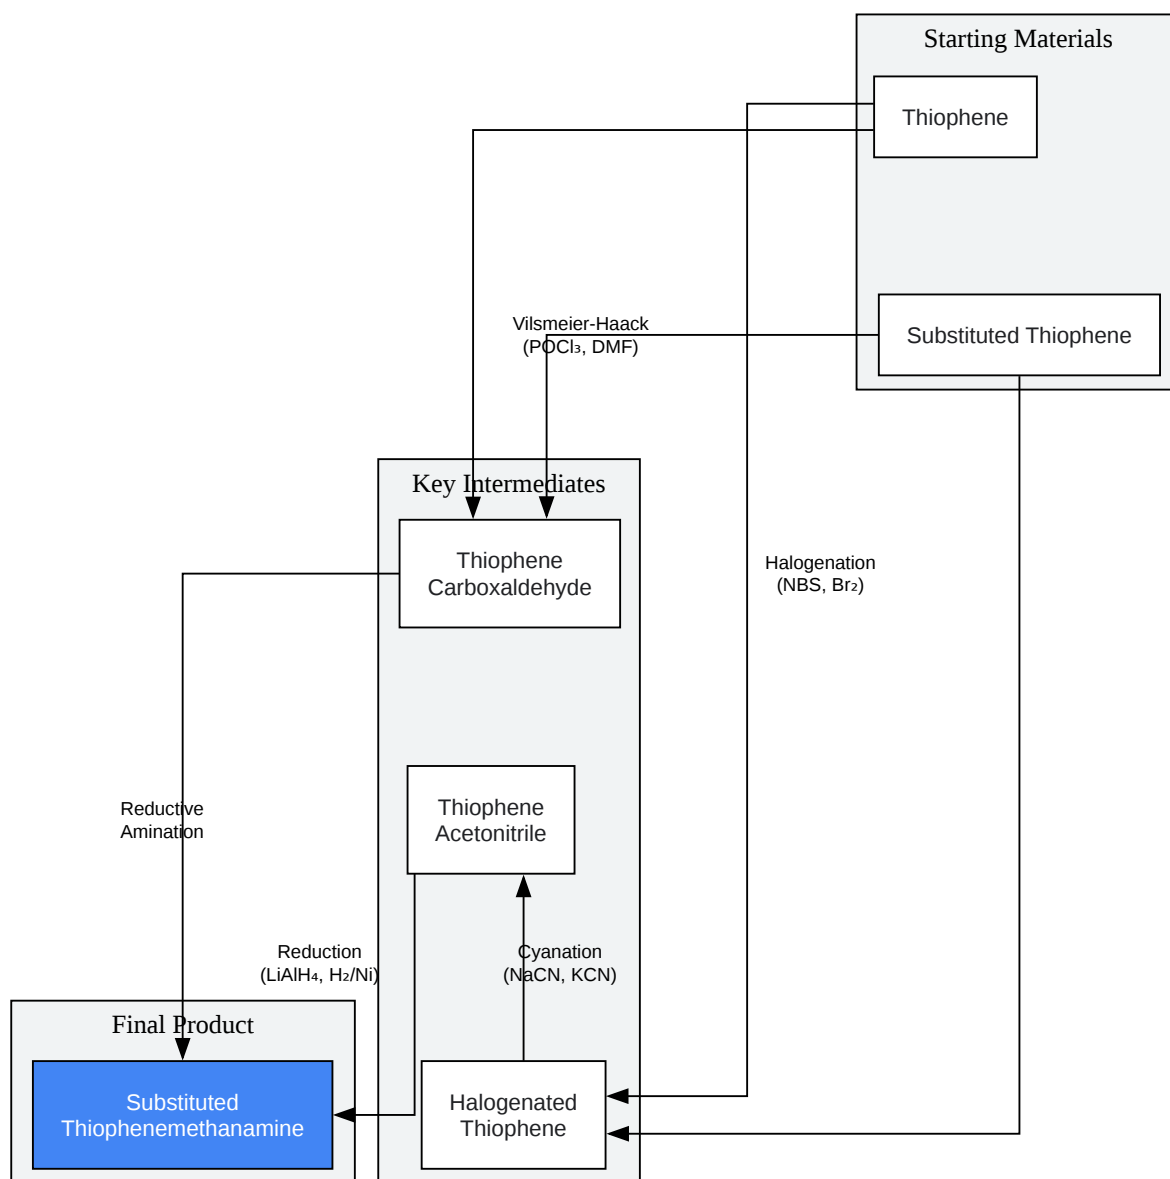 Starting Materials
Thiophene
Substituted Thiophene
Vilsmeier-Haack
(POCl₃, DMF)
Key Intermediates
Thiophene
Carboxaldehyde
Halogenation
(NBS, Br₂)
Reductive
Amination
Thiophene
Acetonitrile
Reduction
(LiAlH₄, H₂/Ni)
Cyanation
(NaCN, KCN)
Final Product
Substituted
Thiophenemethanamine
Halogenated
Thiophene